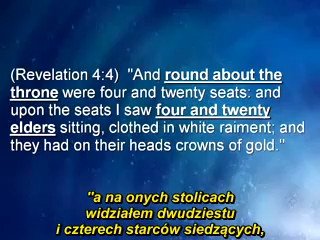 (Revelation 4:4)  "And round about the
throne were four and twenty seats: and
upon the seats I saw four and twenty
elders sitting, clothed in white raiment; and
they had on their heads crowns of gold."
"a na onych stolicach
widziałem dwudziestu
i czterech starców siedzących,